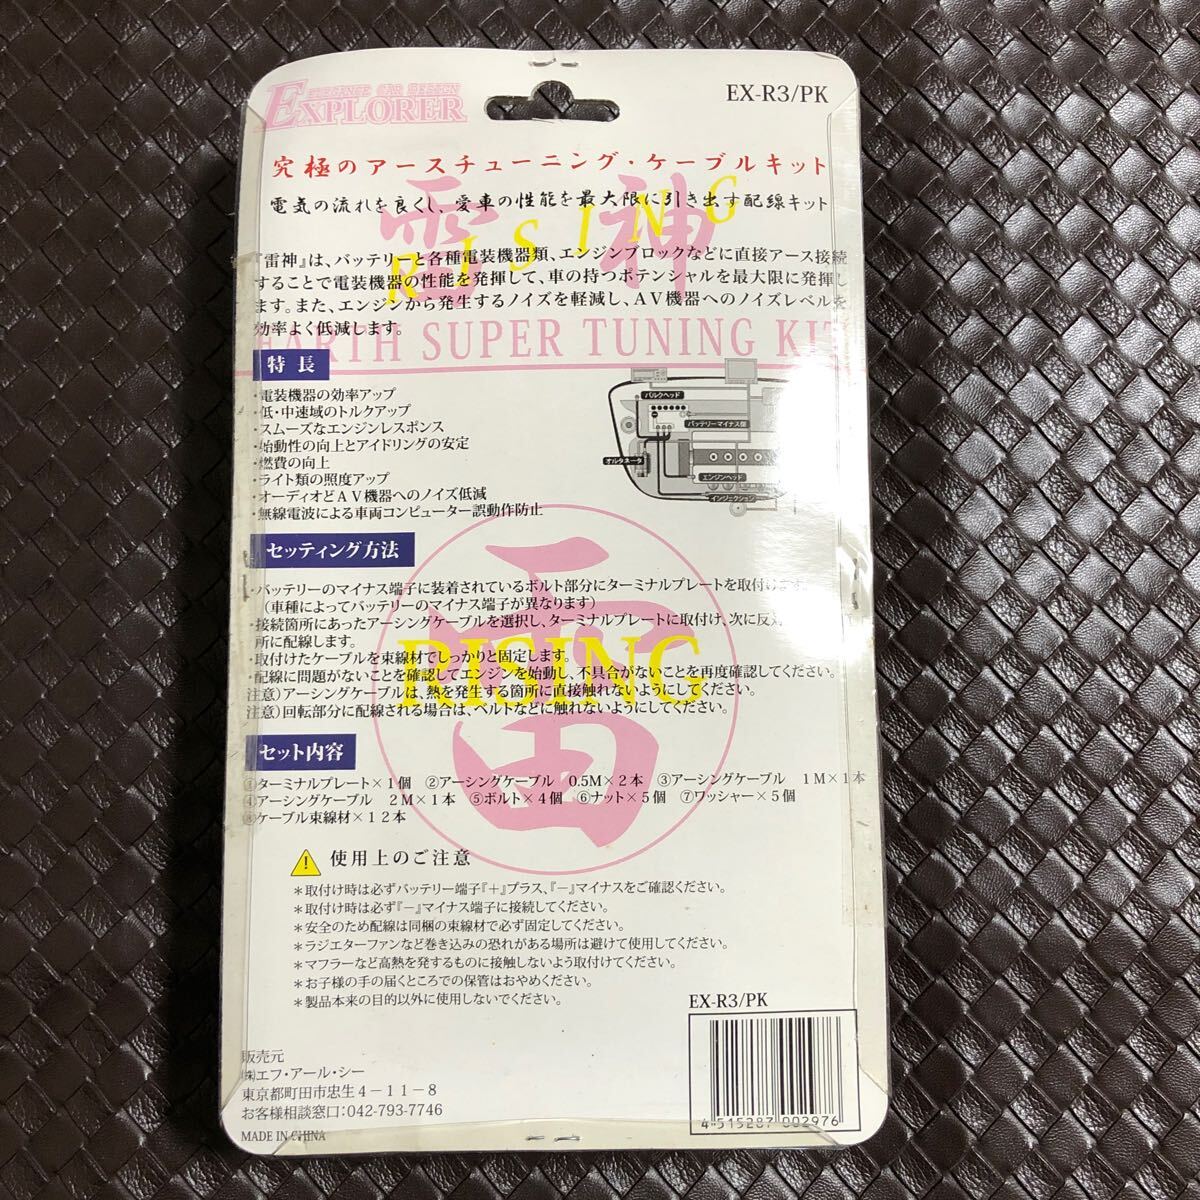 ELEGANCE CAR DESIGN
EXPLORER
EX-R3/PK
究極のアースチューニング・ケーブルキット
電気の流れを良くし、愛車の性能を最大限に引き出す配線キット
雷神
RISING
『雷神』は、バッテリーと各種電装機器類、エンジンブロックなどに直接アース接続
することで電装機器の性能を発揮して、車の持つポテンシャルを最大限に発揮し
ます。また、エンジンから発生するノイズを軽減し、AV機器へのノイズレベルを
効率よく低減します。
EARTH SUPER TUNING KIT
特 長
・電装機器の効率アップ
・低・中速域のトルクアップ
・スムーズなエンジンレスポンス
・始動性の向上とアイドリングの安定
・燃費の向上
・ライト類の照度アップ
・オーディオどAV機器へのノイズ低減
・無線電波による車両コンピューター誤動作防止
バルクヘッド
バッテリーマイナス側
オルタネータ
エンジンヘッド
インジェクション
セッティング方法
・バッテリーのマイナス端子に装着されているボルト部分にターミナルプレートを取付けます。
（車種によってバッテリーのマイナス端子が異なります）
・接続箇所にあったアーシングケーブルを選択し、ターミナルプレートに取付け、次に反対
所に配線します。
・取付けたケーブルを束線材でしっかりと固定します。
・配線に問題がないことを確認してエンジンを始動し、不具合がないことを再度確認してください。
注意）アーシングケーブルは、熱を発生する箇所に直接触れないようにしてください。
注意）回転部分に配線される場合は、ベルトなどに触れないようにしてください。
雷
RISING
セット内容
①ターミナルプレート×1個 ②アーシングケーブル 0.5M×2本 ③アーシングケーブル 1M×1本
④アーシングケーブル 2M×1本 ⑤ボルト×4個 ⑥ナット×5個 ⑦ワッシャー×5個
⑧ケーブル束線材×12本
使用上のご注意
＊取付け時は必ずバッテリー端子『＋』プラス、『－』マイナスをご確認ください。
＊取付け時は必ず『－』マイナス端子に接続してください。
＊安全のため配線は同梱の束線材で必ず固定してください。
＊ラジエターファンなど巻き込みの恐れがある場所は避けて使用してください。
＊マフラーなど高熱を発するものに接触しないよう取付けてください。
＊お子様の手の届くところでの保管はおやめください。
＊製品本来の目的以外に使用しないでください。
EX-R3/PK
4 515287 002976
販売元
㈱エフ・アール・シー
東京都町田市忠生4－11－8
お客様相談窓口：042-793-7746
MADE IN CHINA